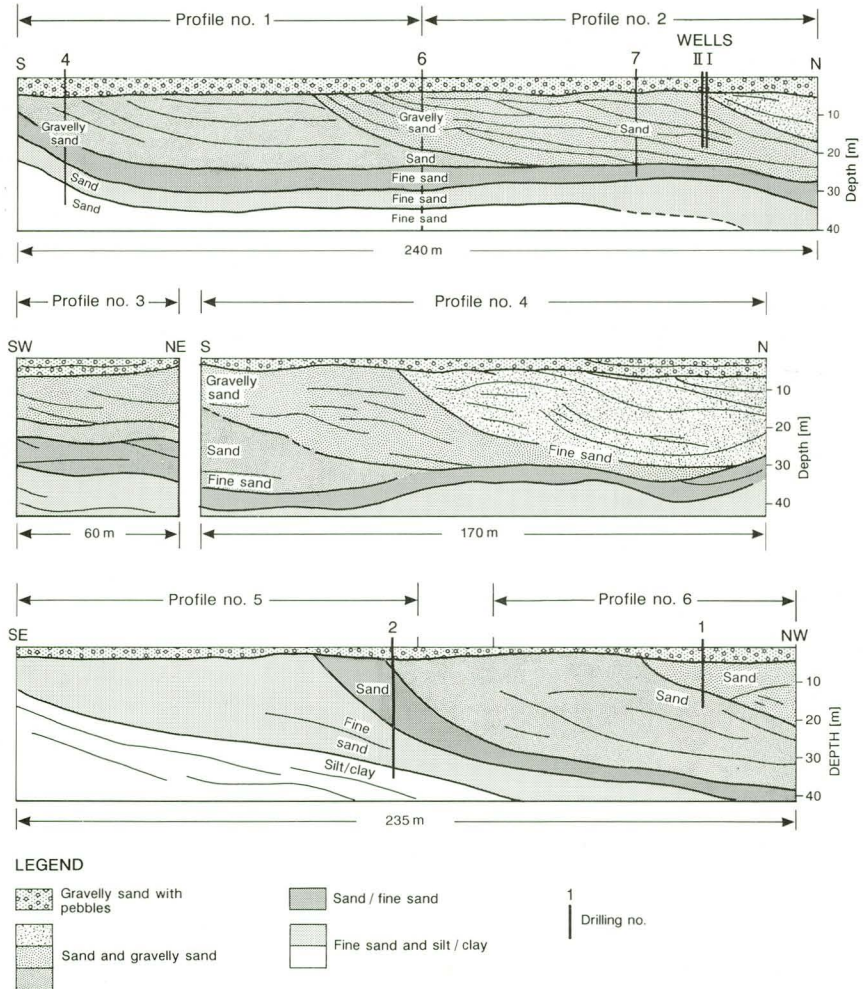 Profile no. 1
Profile no. 2
WELLS
S 4 6 7 II I N
Gravelly
sand
Gravelly
sand
Sand
Sand
Sand
Fine sand
Sand
Fine sand
Sand
Fine sand
10
20
30
40
Depth [m]
240 m
Profile no. 3
Profile no. 4
SW NE S N
Gravelly
sand
Sand
Fine sand
Fine sand
10
20
30
40
Depth [m]
60 m
170 m
Profile no. 5
Profile no. 6
SE 2 1 NW
Sand
Sand
Sand
Fine
sand
Silt/clay
10
20
30
40
DEPTH [m]
235 m
LEGEND
Gravelly sand with
pebbles
Sand and gravelly sand
Sand / fine sand
Fine sand and silt / clay
1
Drilling no.